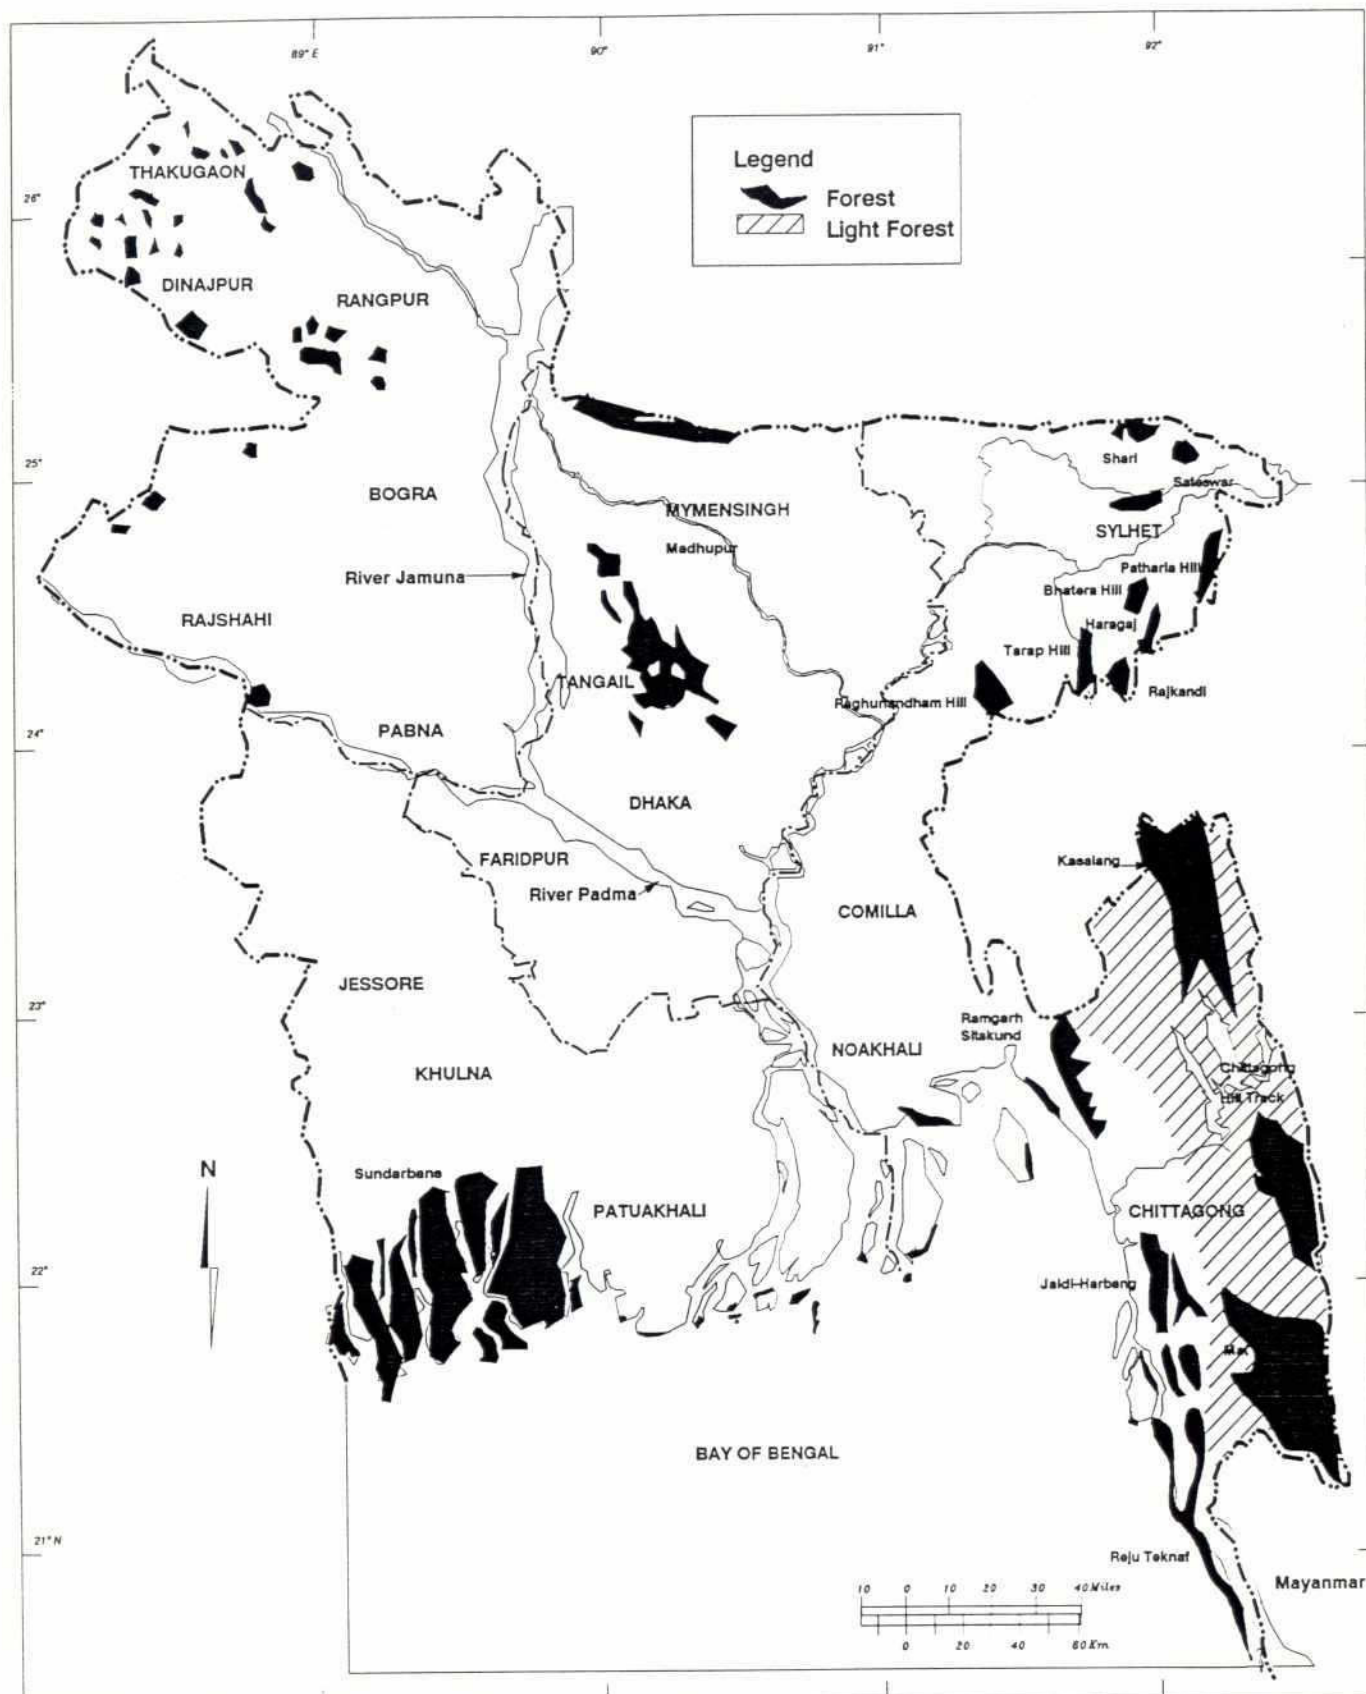 89° E
90°
91°
92°
Legend
Forest
Light Forest
THAKUGAON
26°
DINAJPUR
RANGPUR
Shari
25°
Sateswar
BOGRA
MYMENSINGH
SYLHET
Madhupur
Patharia Hill
River Jamuna
Bhatera Hill
RAJSHAHI
Haragaj
Tarap Hill
TANGAIL
Rajkandi
Raghunandham Hill
PABNA
24°
DHAKA
FARIDPUR
Kasalang
River Padma
COMILLA
JESSORE
23°
Ramgarh
Sitakund
NOAKHALI
KHULNA
Chittagong
Hill Track
N
Sundarbans
PATUAKHALI
CHITTAGONG
22°
Jaldi-Harbang
BAY OF BENGAL
21° N
Reju Teknaf
Mayanmar
10 0 10 20 30 40 Miles
0 20 40 60 Km.